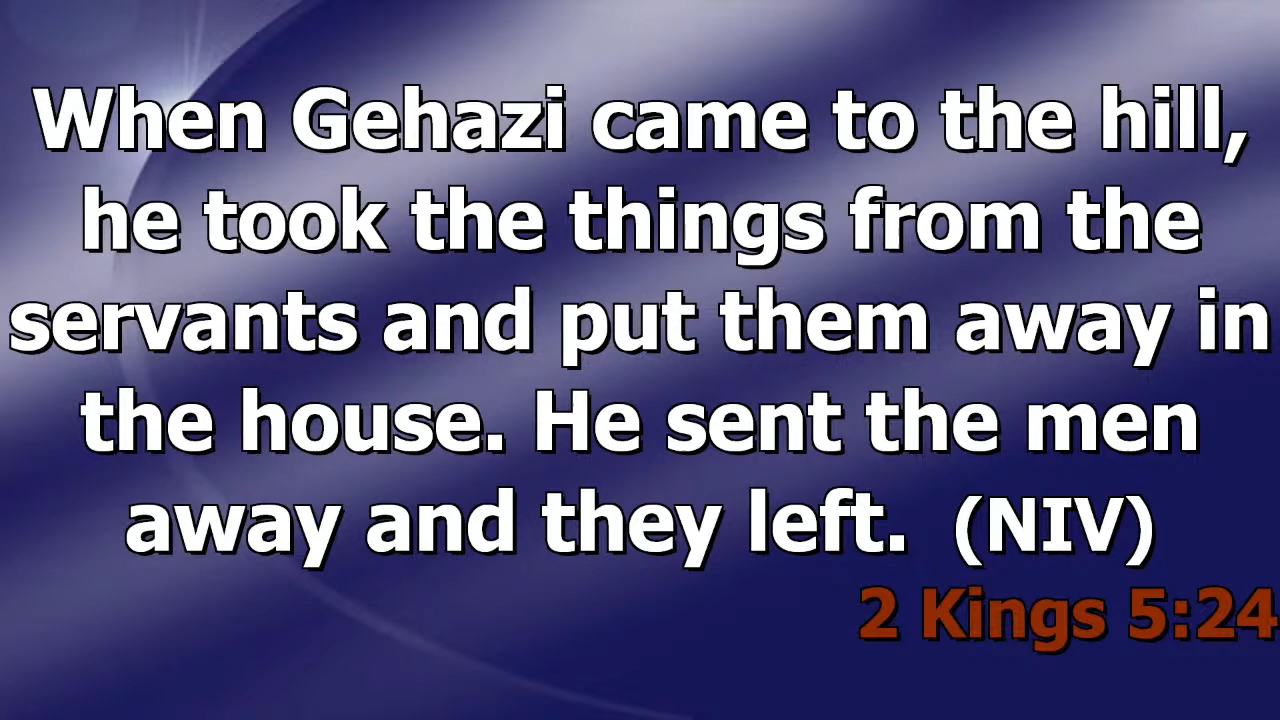 When Gehazi came to the hill,
he took the things from the
servants and put them away in
the house. He sent the men
away and they left. (NIV)
2 Kings 5:24